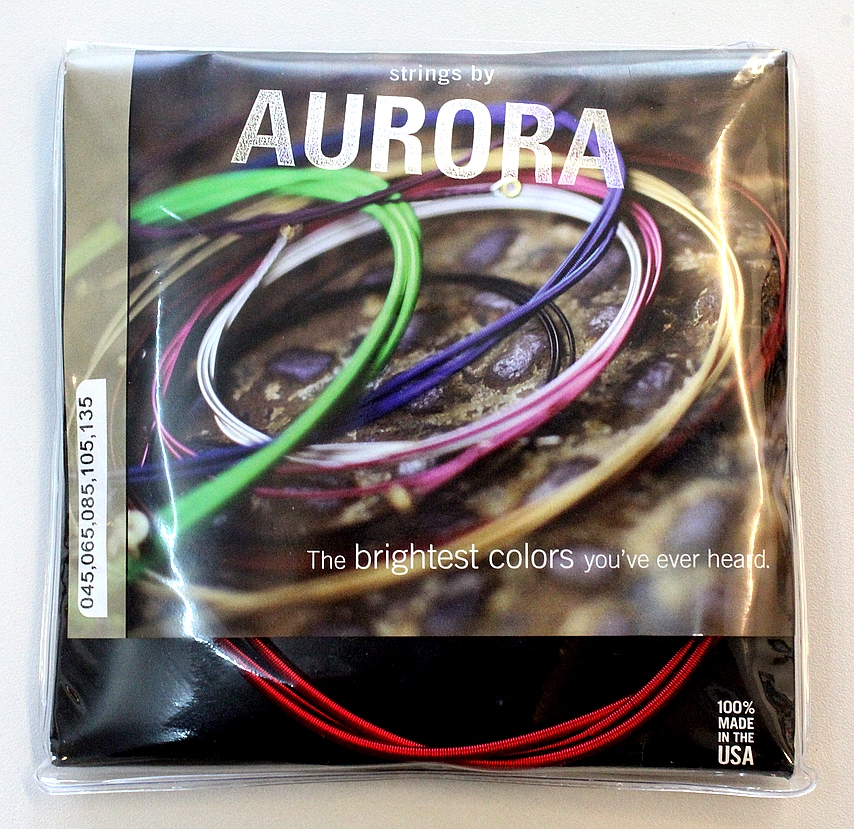 strings by
AURORA
045,065,085,105,135
The brightest colors you've ever heard.
100%
MADE
IN THE
USA